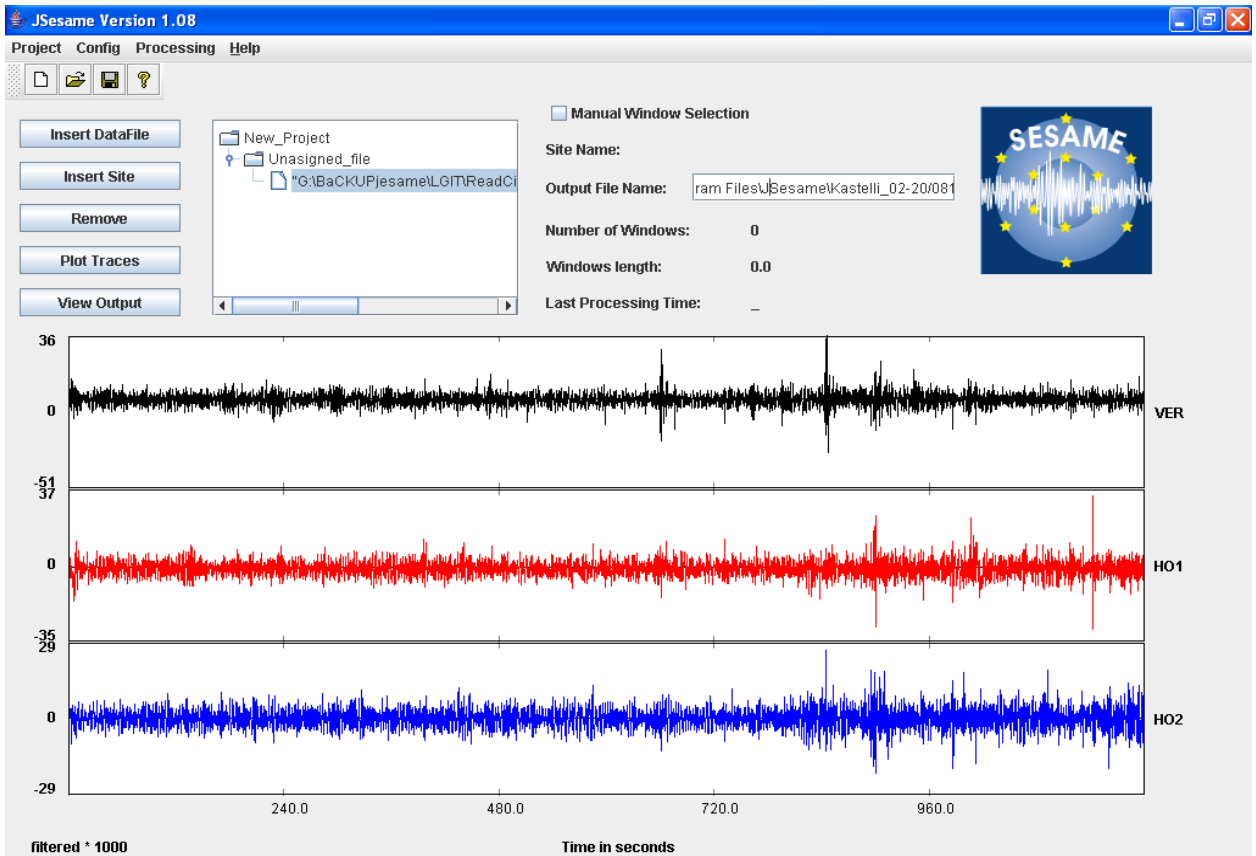 JSesame Version 1.08
Project Config Processing Help
Insert DataFile
Insert Site
Remove
Plot Traces
View Output
New_Project
Unasigned_file
"G:\BaCKUPjesame\LGIT\ReadCi
Manual Window Selection
Site Name:
Output File Name: ram Files\JSesame\Kastelli_02-20/081
Number of Windows: 0
Windows length: 0.0
Last Processing Time: _
SESAME
36
0
-51
VER
37
0
-35
HO1
29
0
-29
HO2
240.0 480.0 720.0 960.0
filtered * 1000 Time in seconds